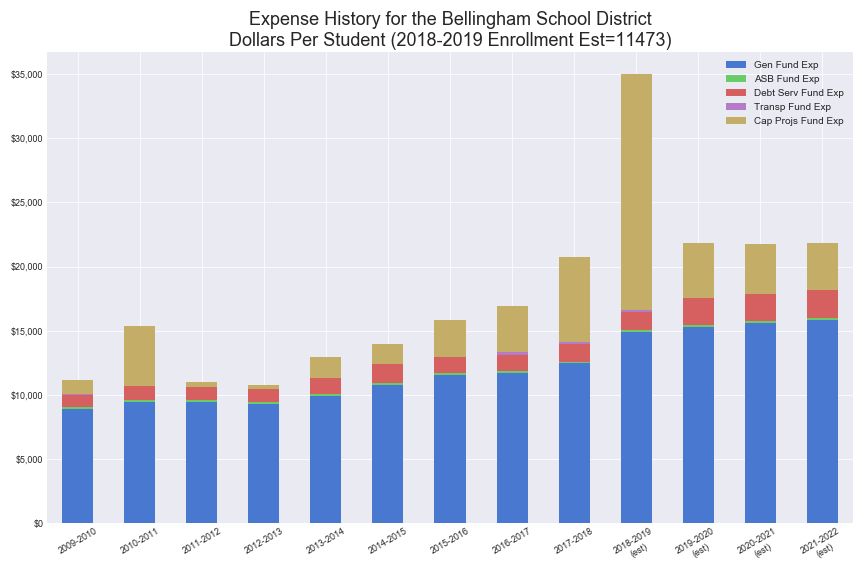 Expense History for the Bellingham School District
Dollars Per Student (2018-2019 Enrollment Est=11473)
Gen Fund Exp
ASB Fund Exp
Debt Serv Fund Exp
Transp Fund Exp
Cap Projs Fund Exp
$35,000
$30,000
$25,000
$20,000
$15,000
$10,000
$5,000
$0
2009-2010
2010-2011
2011-2012
2012-2013
2013-2014
2014-2015
2015-2016
2016-2017
2017-2018
2018-2019
(est)
2019-2020
(est)
2020-2021
(est)
2021-2022
(est)